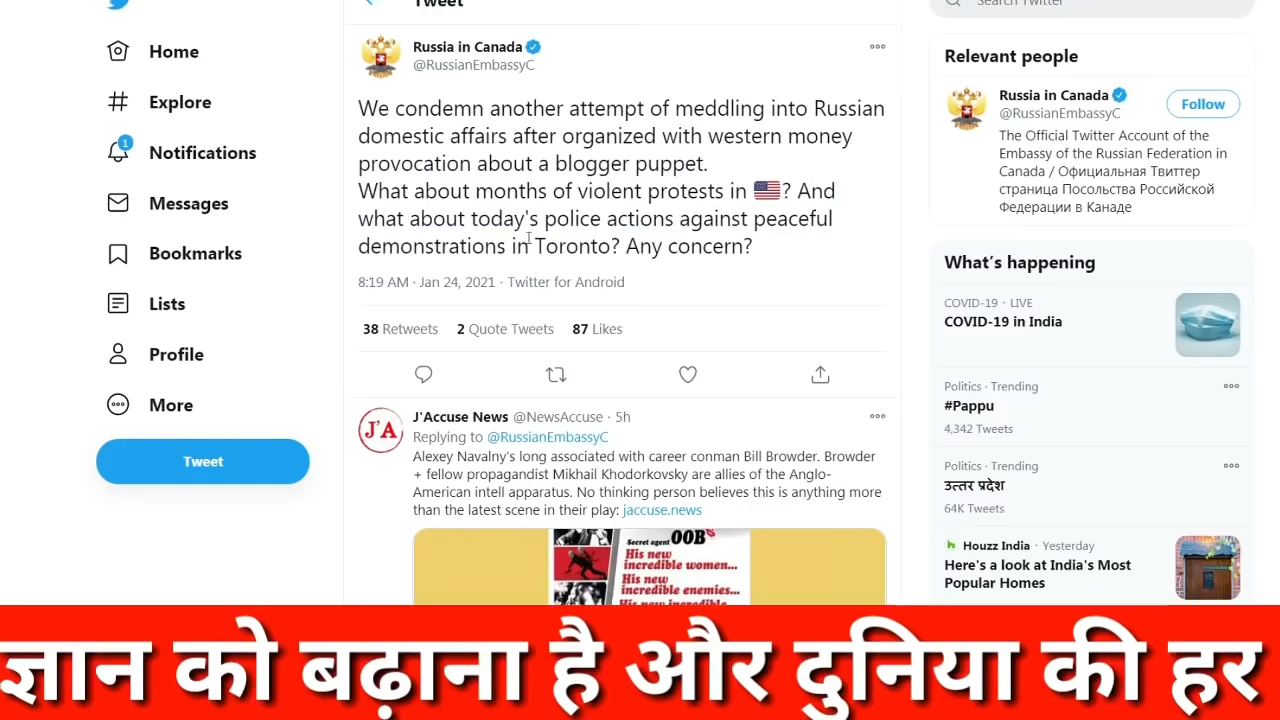 Tweet
Search Twitter
Home
Explore
1
Notifications
Messages
Bookmarks
Lists
Profile
More
Tweet
Russia in Canada
@RussianEmbassyC
We condemn another attempt of meddling into Russian
domestic affairs after organized with western money
provocation about a blogger puppet.
What about months of violent protests in 🇺🇸? And
what about today's police actions against peaceful
demonstrations in Toronto? Any concern?
8:19 AM · Jan 24, 2021 · Twitter for Android
38 Retweets 2 Quote Tweets 87 Likes
J'A
J'Accuse News @NewsAccuse · 5h
Replying to @RussianEmbassyC
Alexey Navalny's long associated with career conman Bill Browder. Browder
+ fellow propagandist Mikhail Khodorkovsky are allies of the Anglo-
American intell apparatus. No thinking person believes this is anything more
than the latest scene in their play: jaccuse.news
Secret agent OOB
His new
incredible women...
His new
incredible enemies...
His new incredible
Relevant people
Russia in Canada
@RussianEmbassyC
Follow
The Official Twitter Account of the
Embassy of the Russian Federation in
Canada / Официальная Твиттер
страница Посольства Российской
Федерации в Канаде
What's happening
COVID-19 · LIVE
COVID-19 in India
Politics · Trending
#Pappu
4,342 Tweets
Politics · Trending
उत्तर प्रदेश
64K Tweets
Houzz India · Yesterday
Here's a look at India's Most
Popular Homes
ज्ञान को बढ़ाना है और दुनिया की हर